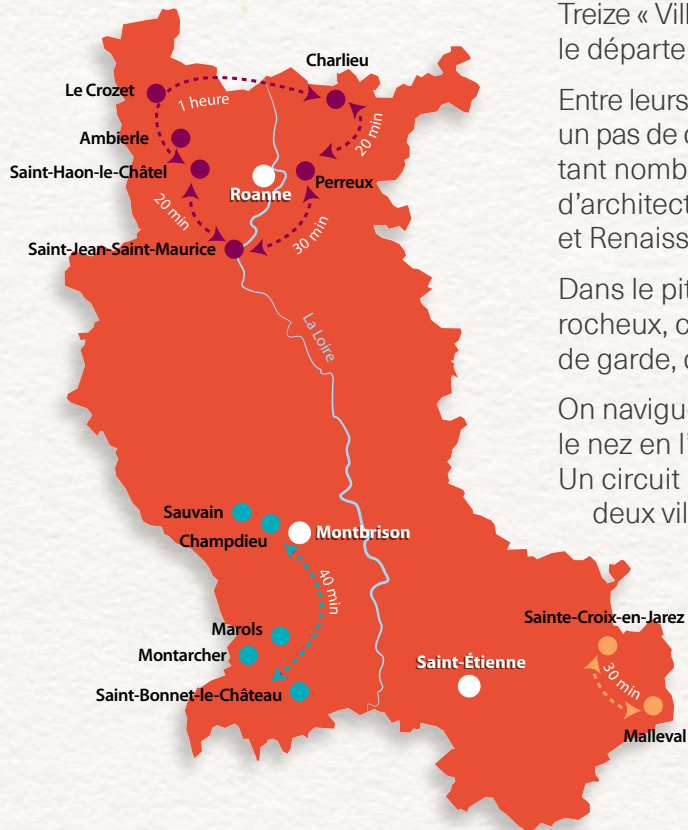 Treize « Vill
le départe
Entre leurs
un pas de c
tant nomb
d'architect
et Renaiss
Dans le pit
rocheux, c
de garde, c
On navigu
le nez en l'
Un circuit
deux vil
Charlieu
Le Crozet
1 heure
20 min
Ambierle
Saint-Haon-le-Châtel
Perreux
Roanne
20 min
30 min
Saint-Jean-Saint-Maurice
La Loire
Sauvain
Champdieu
Montbrison
40 min
Marols
Montarcher
Saint-Bonnet-le-Château
Saint-Étienne
Sainte-Croix-en-Jarez
30 min
Malleval